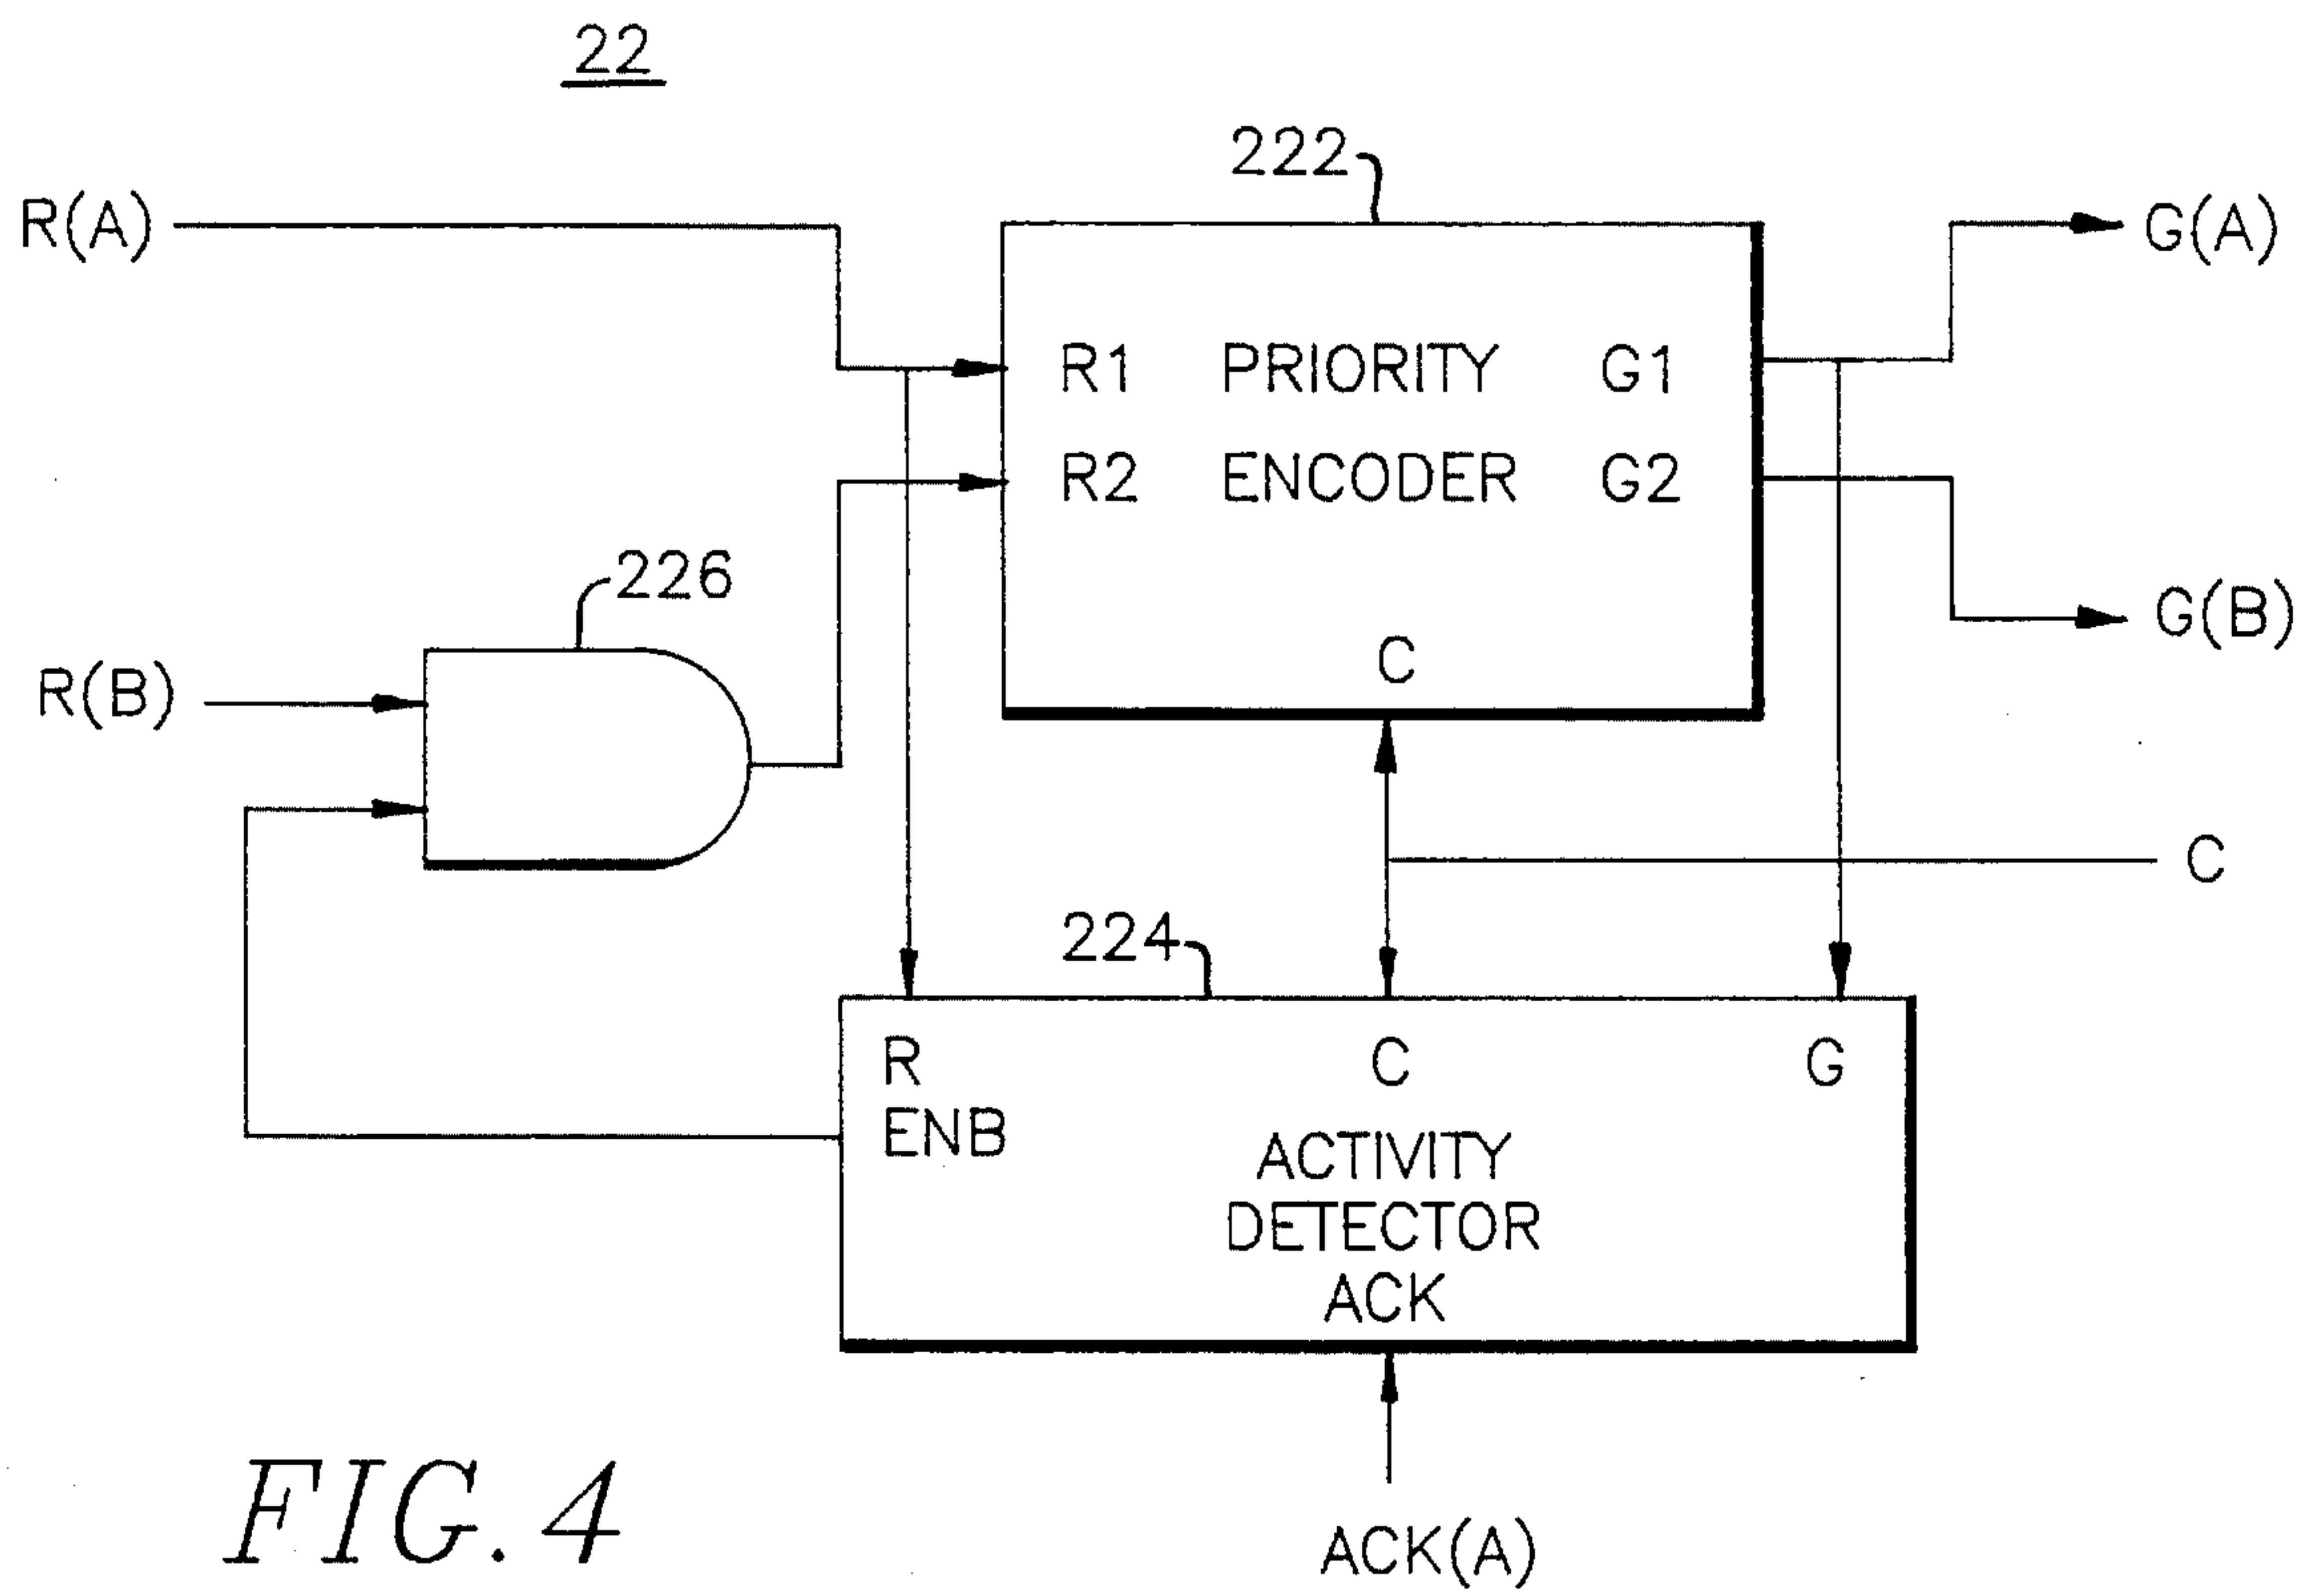 22
222
R(A)
G(A)
R1 PRIORITY G1
R2 ENCODER G2
226
G(B)
C
R(B)
C
224
R C G
ENB
ACTIVITY
DETECTOR
ACK
FIG. 4
ACK(A)